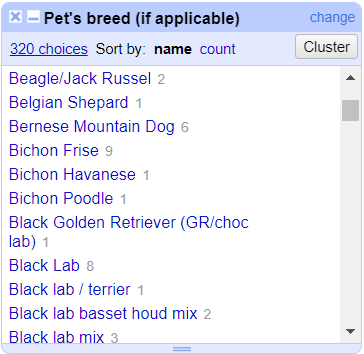 Pet's breed (if applicable) change
320 choices Sort by: name count Cluster
Beagle/Jack Russel 2
Belgian Shepard 1
Bernese Mountain Dog 6
Bichon Frise 9
Bichon Havanese 1
Bichon Poodle 1
Black Golden Retriever (GR/choc
lab) 1
Black Lab 8
Black lab / terrier 1
Black lab basset houd mix 2
Black lab mix 3